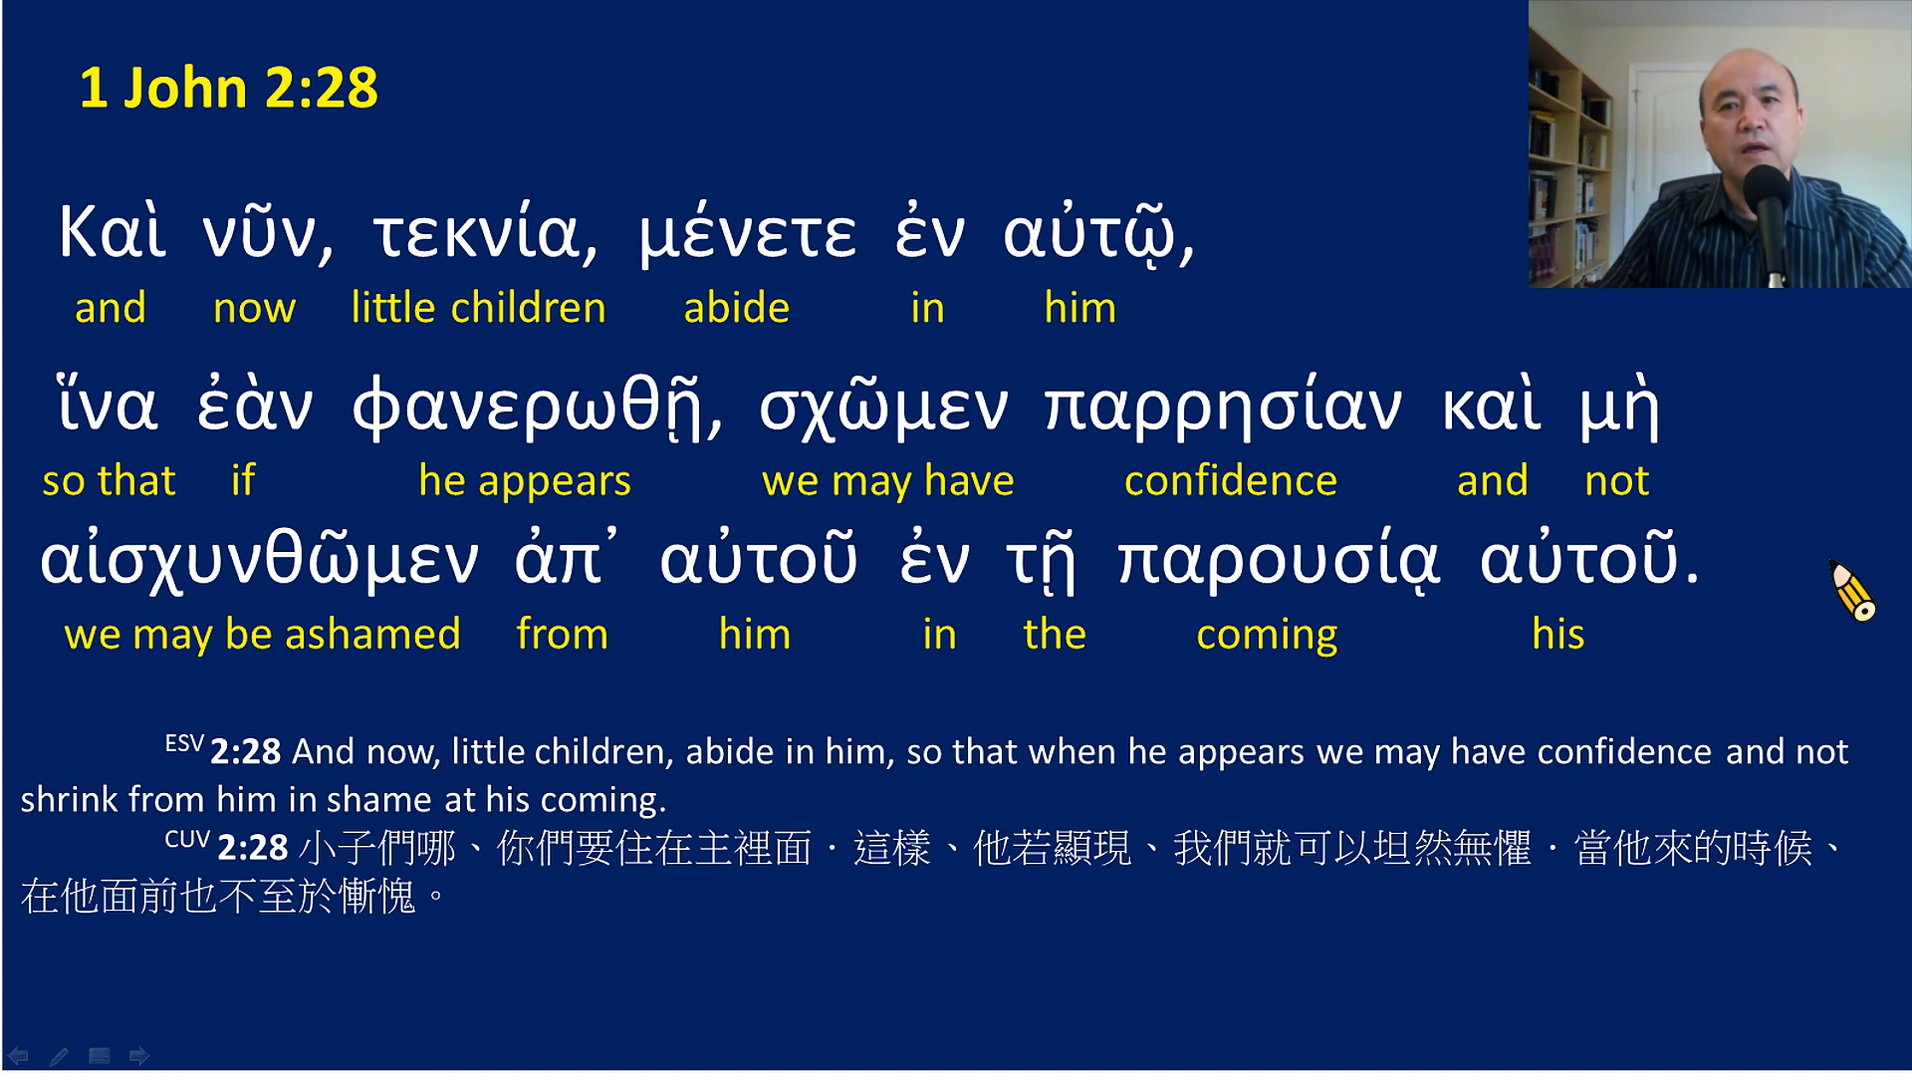 1 John 2:28
Καὶ νῦν, τεκνία, μένετε ἐν αὐτῷ,
and now little children abide in him
ἵνα ἐὰν φανερωθῇ, σχῶμεν παρρησίαν καὶ μὴ
so that if he appears we may have confidence and not
αἰσχυνθῶμεν ἀπ᾽ αὐτοῦ ἐν τῇ παρουσίᾳ αὐτοῦ.
we may be ashamed from him in the coming his
ESV 2:28 And now, little children, abide in him, so that when he appears we may have confidence and not
shrink from him in shame at his coming.
CUV 2:28 小子們哪、你們要住在主裡面．這樣、他若顯現、我們就可以坦然無懼．當他來的時候、
在他面前也不至於慚愧。